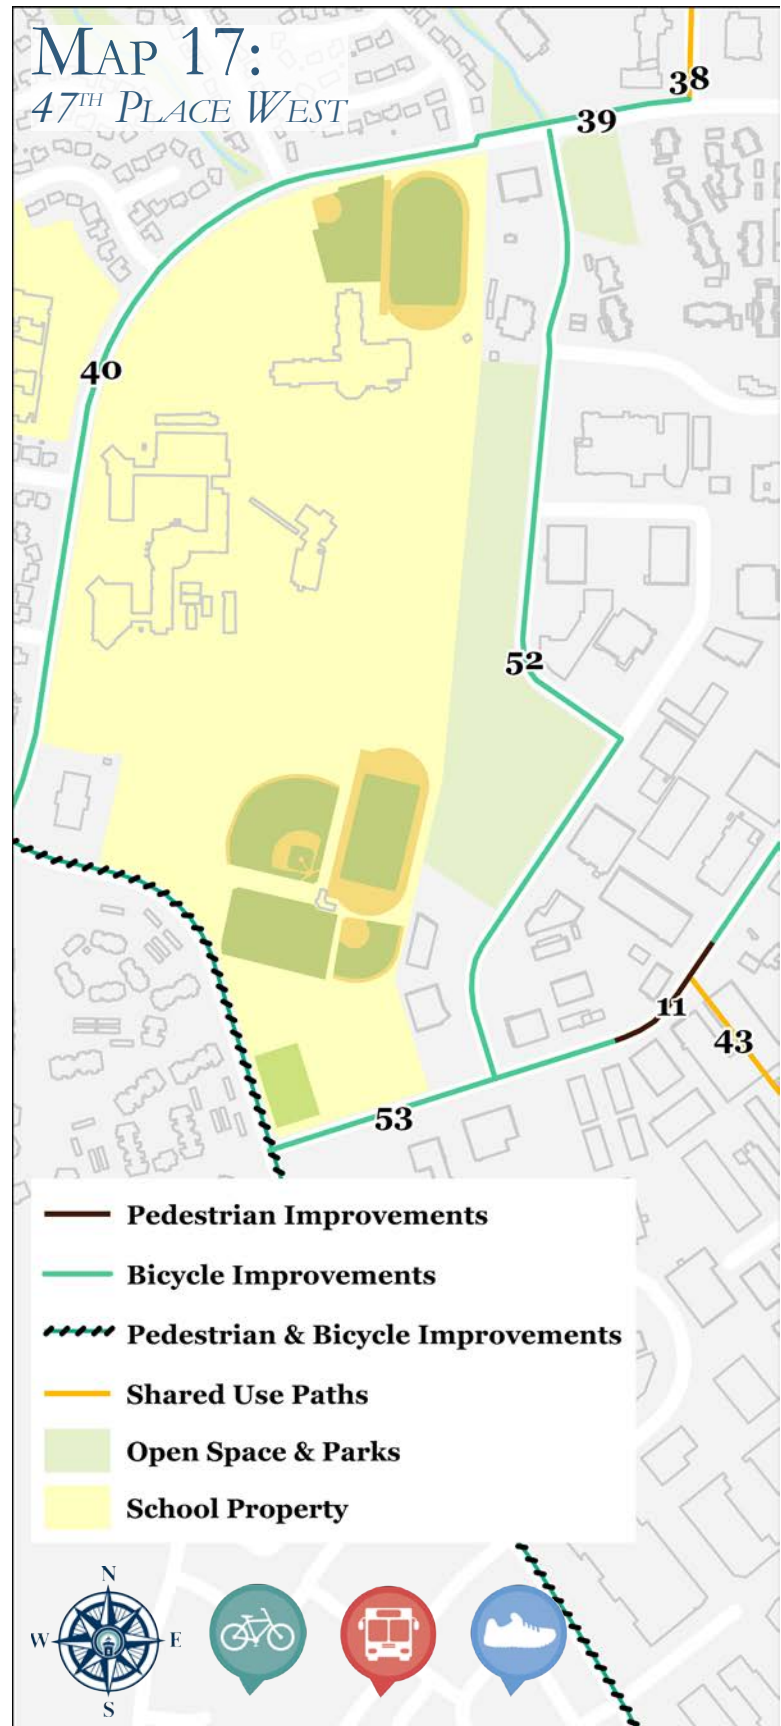 MAP 17:
47TH PLACE WEST
38
39
40
52
11
43
53
Pedestrian Improvements
Bicycle Improvements
Pedestrian & Bicycle Improvements
Shared Use Paths
Open Space & Parks
School Property
N
W E
S